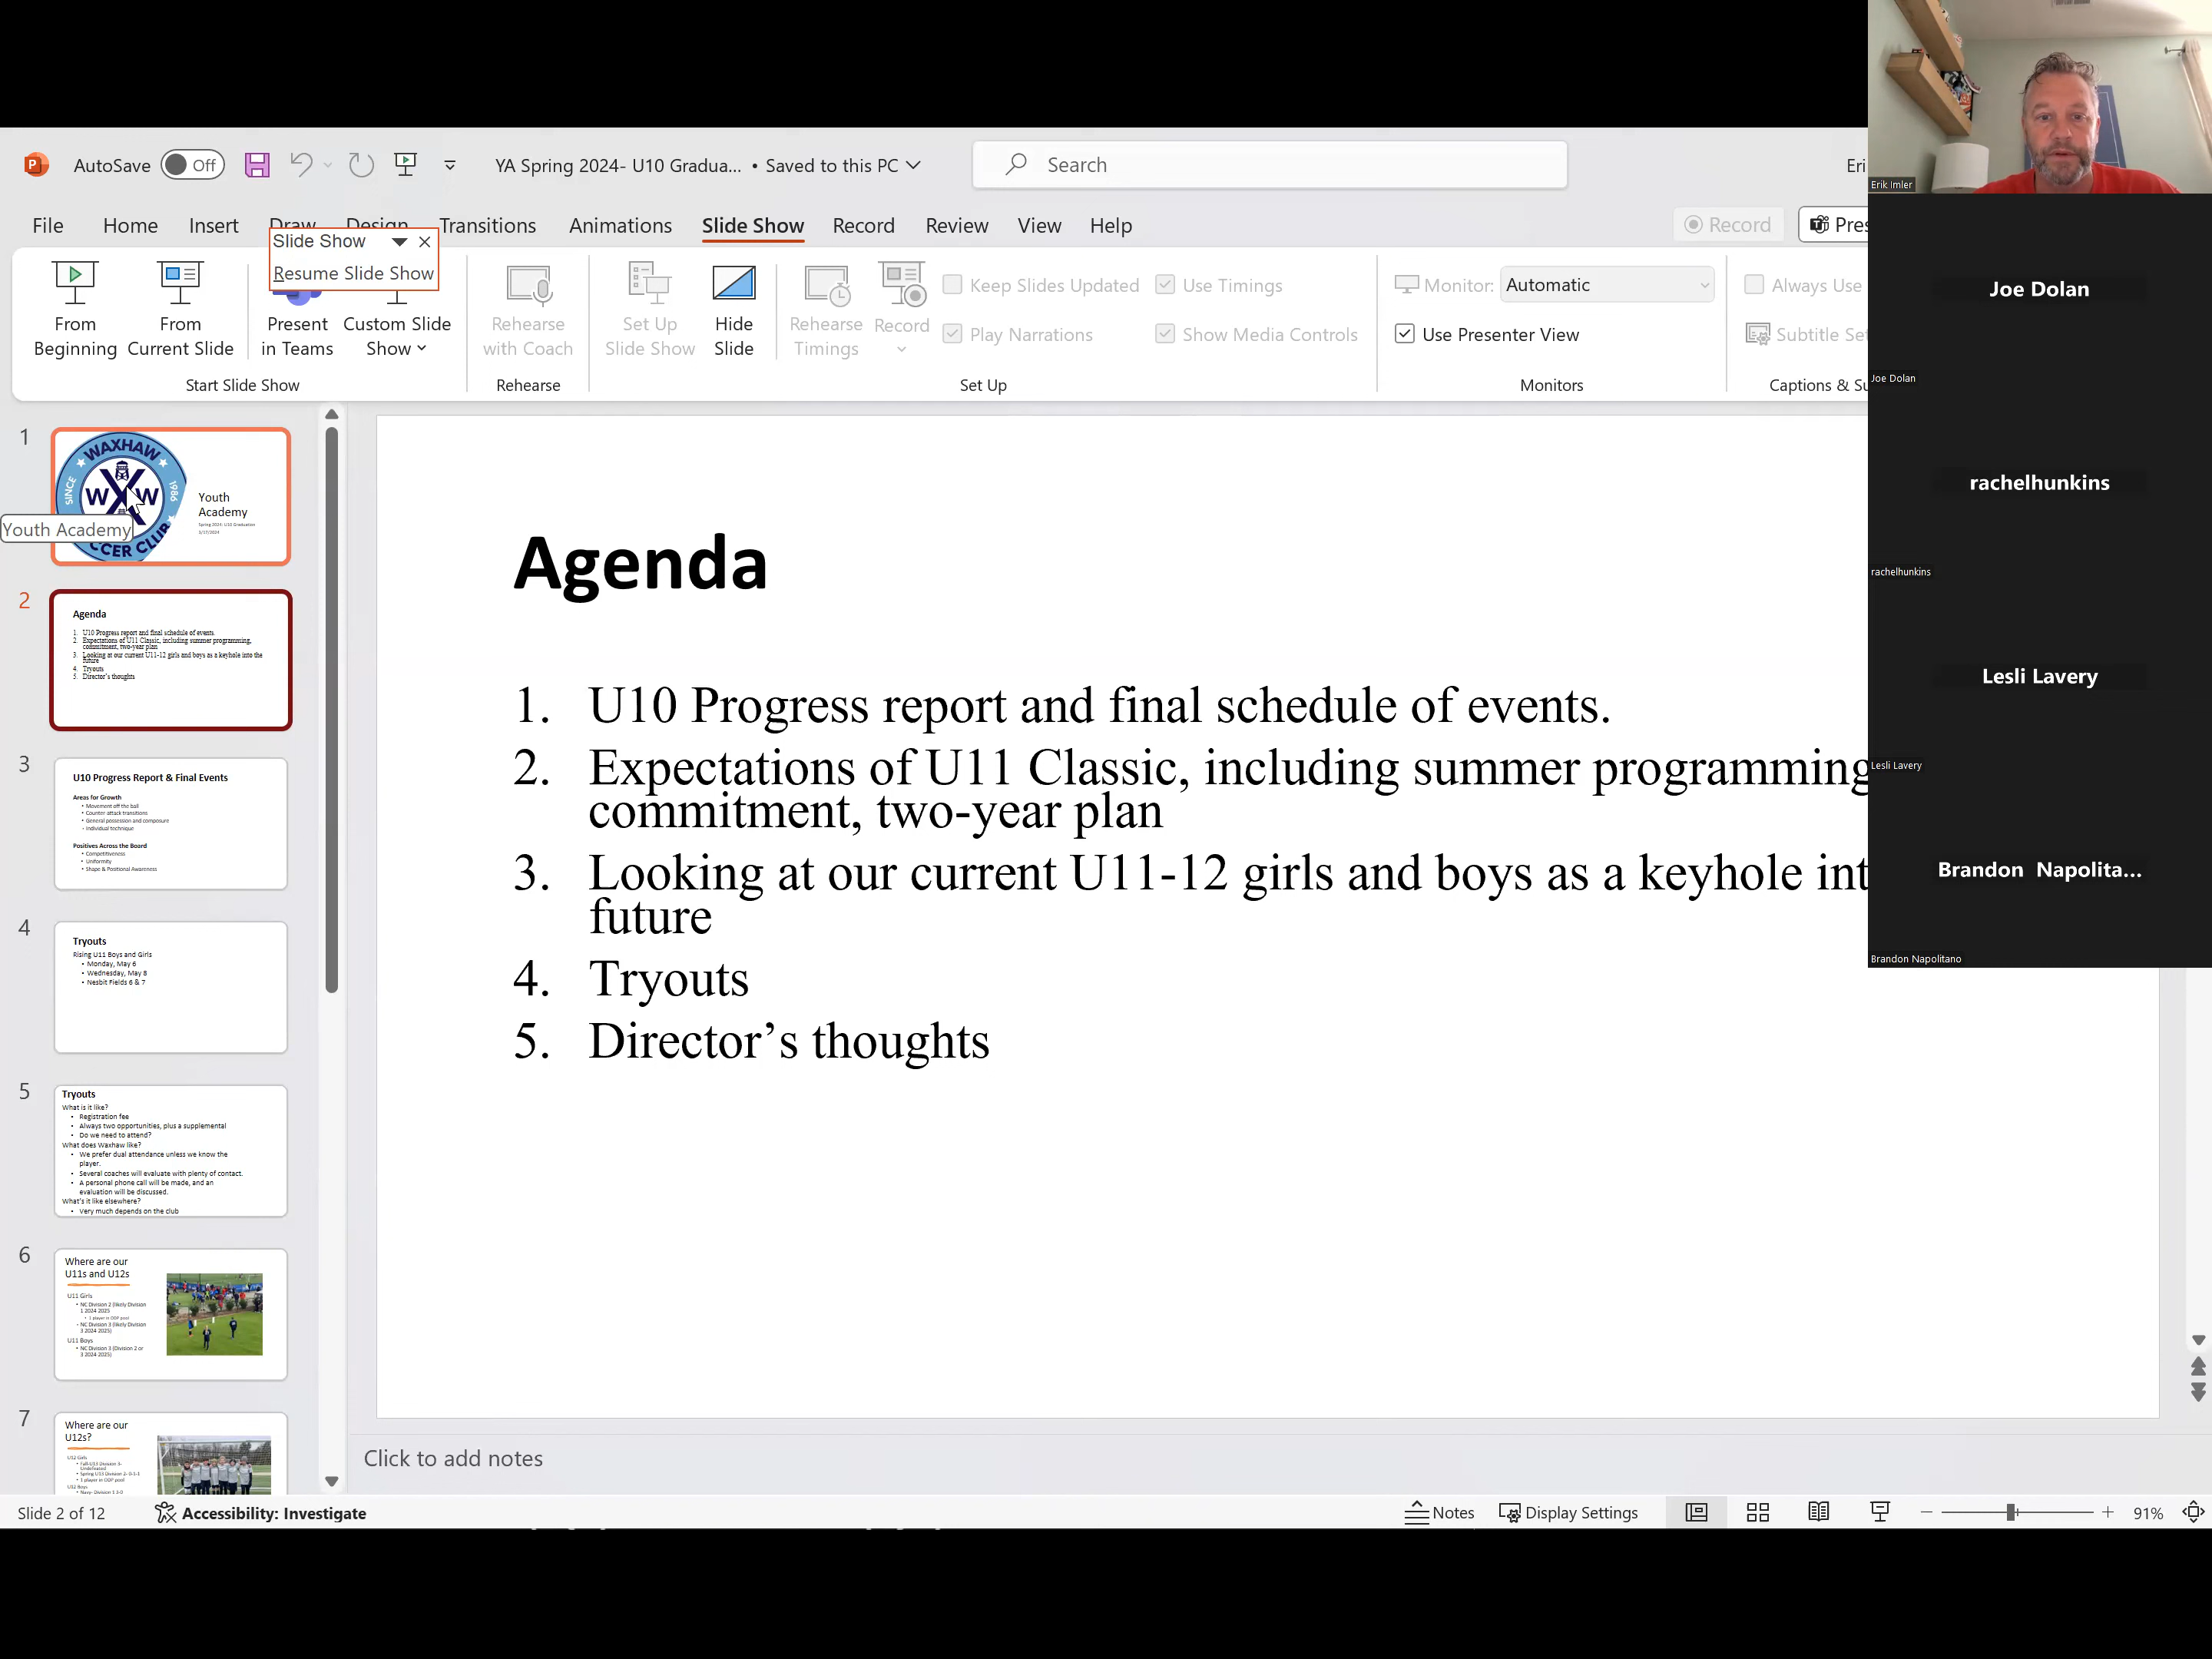 AutoSave
Off
YA Spring 2024- U10 Gradua... • Saved to this PC
Search
Eri
File
Home
Insert
Draw
Design
Transitions
Animations
Slide Show
Record
Review
View
Help
Record
Pres
Slide Show
Resume Slide Show
From Beginning
From Current Slide
Present in Teams
Custom Slide Show
Rehearse with Coach
Set Up Slide Show
Hide Slide
Rehearse Timings
Record
Keep Slides Updated
Play Narrations
Use Timings
Show Media Controls
Monitor:
Automatic
Use Presenter View
Always Use
Subtitle Set
Start Slide Show
Rehearse
Set Up
Monitors
Captions & Su
1
WAXHAW
SINCE
1986
WXW
CCER CLUB
Youth Academy
Youth
Academy
Spring 2024- U10 Graduation
3/17/2024
2
Agenda
1. U10 Progress report and final schedule of events.
2. Expectations of U11 Classic, including summer programming,
commitment, two-year plan
3. Looking at our current U11-12 girls and boys as a keyhole into the
future
4. Tryouts
5. Director's thoughts
3
U10 Progress Report & Final Events
Areas for Growth
• Movement off the ball
• Counter attack transitions
• General possession and composure
• Individual technique
Positives Across the Board
• Competitiveness
• Uniformity
• Shape & Positional Awareness
4
Tryouts
Rising U11 Boys and Girls
• Monday, May 6
• Wednesday, May 8
• Nesbit Fields 6 & 7
5
Tryouts
What is it like?
• Registration fee
• Always two opportunities, plus a supplemental
• Do we need to attend?
What does Waxhaw like?
• We prefer dual attendance unless we know the
player.
• Several coaches will evaluate with plenty of contact.
• A personal phone call will be made, and an
evaluation will be discussed.
What's it like elsewhere?
• Very much depends on the club
6
Where are our
U11s and U12s
U11 Girls
• NC Division 2 (likely Division
1 2024 2025
• 1 player in ODP pool
• NC Division 3 (likely Division
3 2024 2025)
U11 Boys
• NC Division 3 (Division 2 or
3 2024 2025)
7
Where are our
U12s?
U12 Girls
• Fall-U13 Division 3-
Undefeated
• Spring U13 Division 2-
• 1 player in ODP pool
U12 Boys
Agenda
1. U10 Progress report and final schedule of events.
2. Expectations of U11 Classic, including summer programming
commitment, two-year plan
3. Looking at our current U11-12 girls and boys as a keyhole int
future
4. Tryouts
5. Director’s thoughts
Click to add notes
Slide 2 of 12
Accessibility: Investigate
Notes
Display Settings
91%
Erik Imler
Joe Dolan
Joe Dolan
rachelhunkins
rachelhunkins
Lesli Lavery
Lesli Lavery
Brandon Napolita...
Brandon Napolitano